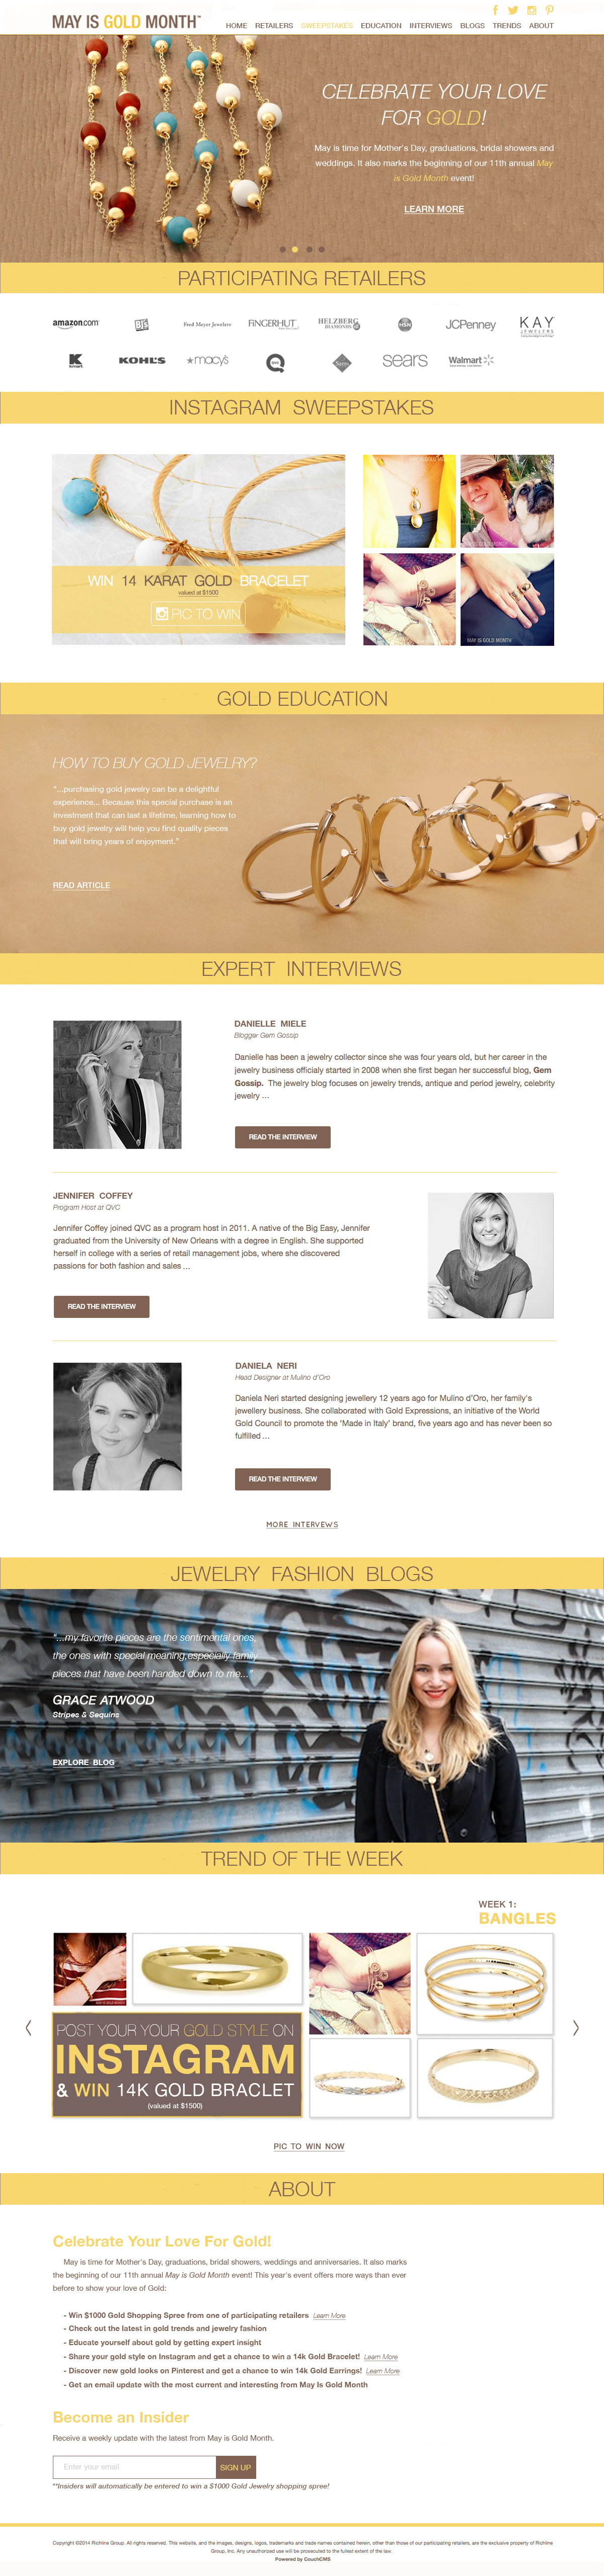 MAY IS GOLD MONTH™
HOME RETAILERS SWEEPSTAKES EDUCATION INTERVIEWS BLOGS TRENDS ABOUT
CELEBRATE YOUR LOVE
FOR GOLD!
May is time for Mother's Day, graduations, bridal showers and
weddings. It also marks the beginning of our 11th annual May
is Gold Month event!
LEARN MORE
PARTICIPATING RETAILERS
amazon.com BJ's Fred Meyer Jewelers FINGERHUT HELZBERG DIAMONDS HSN JCPenney KAY JEWELERS
Kmart KOHL'S macy's QVC Sam's sears Walmart
INSTAGRAM SWEEPSTAKES
WIN 14 KARAT GOLD BRACELET
valued at $1500
PIC TO WIN
MAY IS GOLD MONTH
MAY IS GOLD MONTH
GOLD EDUCATION
HOW TO BUY GOLD JEWELRY?
"...purchasing gold jewelry can be a delightful
experience... Because this special purchase is an
investment that can last a lifetime, learning how to
buy gold jewelry will help you find quality pieces
that will bring years of enjoyment."
READ ARTICLE
EXPERT INTERVIEWS
DANIELLE MIELE
Blogger Gem Gossip
Danielle has been a jewelry collector since she was four years old, but her career in the
jewelry business officialy started in 2008 when she first began her successful blog, Gem
Gossip. The jewelry blog focuses on jewelry trends, antique and period jewelry, celebrity
jewelry ...
READ THE INTERVIEW
JENNIFER COFFEY
Program Host at QVC
Jennifer Coffey joined QVC as a program host in 2011. A native of the Big Easy, Jennifer
graduated from the University of New Orleans with a degree in English. She supported
herself in college with a series of retail management jobs, where she discovered
passions for both fashion and sales ...
READ THE INTERVIEW
DANIELA NERI
Head Designer at Mulino d'Oro
Daniela Neri started designing jewellery 12 years ago for Mulino d'Oro, her family's
jewellery business. She collaborated with Gold Expressions, an initiative of the World
Gold Council to promote the 'Made in Italy' brand, five years ago and has never been so
fulfilled ...
READ THE INTERVIEW
MORE INTERVEWS
JEWELRY FASHION BLOGS
"...my favorite pieces are the sentimental ones,
the ones with special meaning,especially family
pieces that have been handed down to me..."
GRACE ATWOOD
Stripes & Sequins
EXPLORE BLOG
TREND OF THE WEEK
WEEK 1:
BANGLES
MAY IS GOLD MONTH
POST YOUR YOUR GOLD STYLE ON
INSTAGRAM
& WIN 14K GOLD BRACLET
(valued at $1500)
PIC TO WIN NOW
ABOUT
Celebrate Your Love For Gold!
May is time for Mother's Day, graduations, bridal showers, weddings and anniversaries. It also marks
the beginning of our 11th annual May is Gold Month event! This year's event offers more ways than ever
before to show your love of Gold:
- Win $1000 Gold Shopping Spree from one of participating retailers Learn More
- Check out the latest in gold trends and jewelry fashion
- Educate yourself about gold by getting expert insight
- Share your gold style on Instagram and get a chance to win a 14k Gold Bracelet! Learn More
- Discover new gold looks on Pinterest and get a chance to win 14k Gold Earrings! Learn More
- Get an email update with the most current and interesting from May Is Gold Month
Become an Insider
Receive a weekly update with the latest from May is Gold Month.
Enter your email SIGN UP
**Insiders will automatically be entered to win a $1000 Gold Jewelry shopping spree!
Copyright ©2014 Richline Group. All rights reserved. This website, and the images, designs, logos, trademarks and trade names contained herein, other than those of our participating retailers, are the exclusive property of Richline
Group, Inc. Any unauthorized use will be prosecuted to the fullest extent of the law.
Powered by CouchCMS